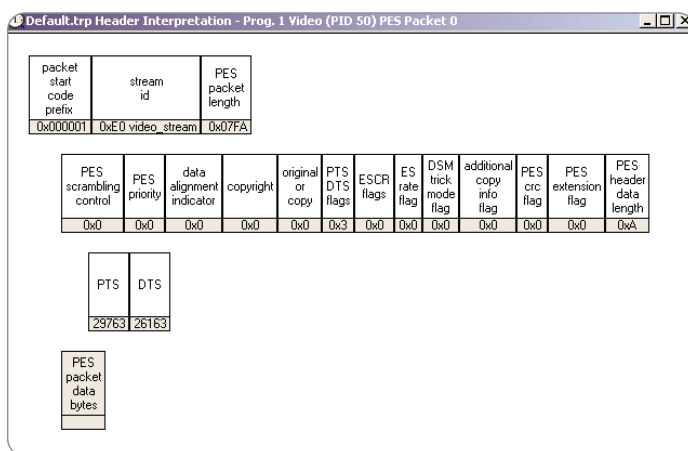 Default.trp Header Interpretation - Prog. 1 Video (PID 50) PES Packet 0
packet start code prefix
stream id
PES packet length
0x000001
0xE0 video_stream
0x07FA
PES scrambling control
PES priority
data alignment indicator
copyright
original or copy
PTS DTS flags
ESCR flags
ES rate flag
DSM trick mode flag
additional copy info flag
PES crc flag
PES extension flag
PES header data length
0x0
0x0
0x0
0x0
0x0
0x3
0x0
0x0
0x0
0x0
0x0
0x0
0xA
PTS
DTS
29763
26163
PES packet data bytes